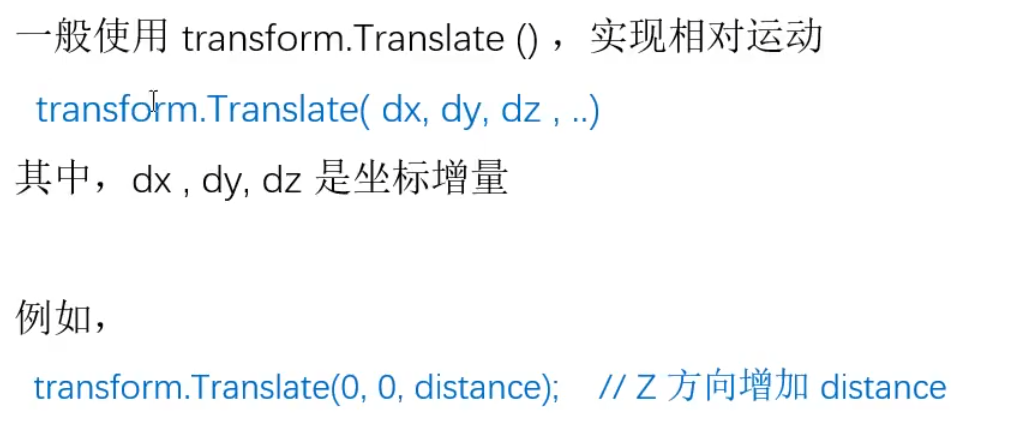 一般使用 transform.Translate () ，实现相对运动
transform.Translate( dx, dy, dz , ..)
其中，dx , dy, dz 是坐标增量
例如，
transform.Translate(0, 0, distance); // Z 方向增加 distance